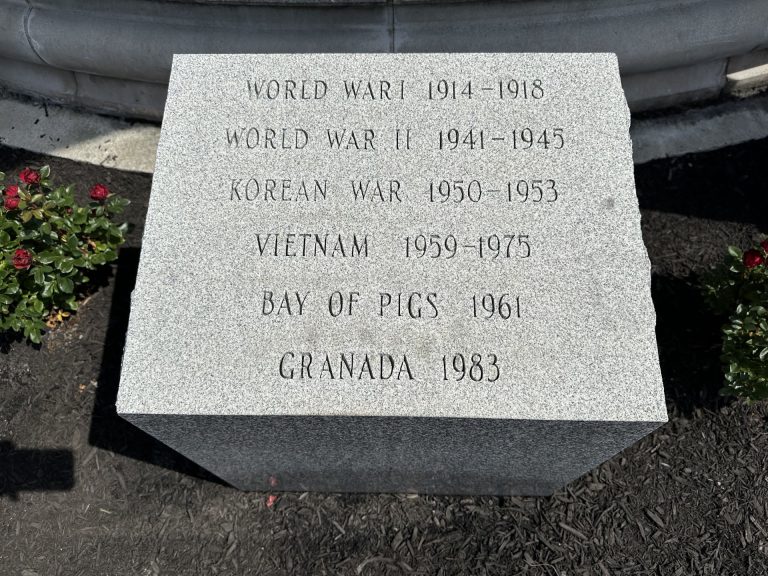 WORLD WAR I 1914-1918
WORLD WAR II 1941-1945
KOREAN WAR 1950-1953
VIETNAM 1959-1975
BAY OF PIGS 1961
GRANADA 1983